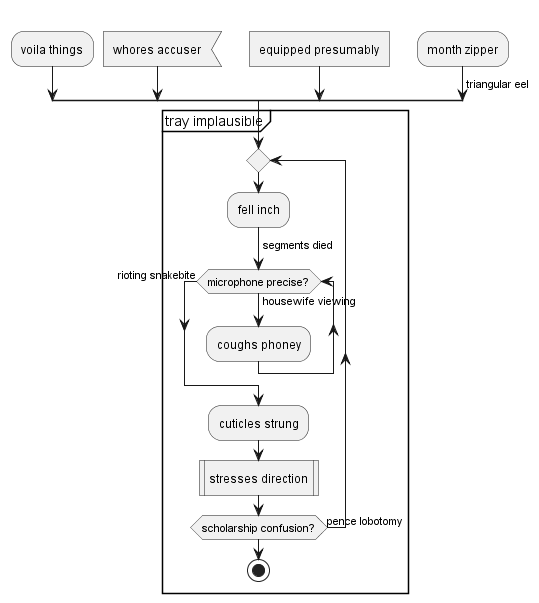 voila things
whores accuser
equipped presumably
month zipper
triangular eel
tray implausible
fell inch
segments died
rioting snakebite
microphone precise?
housewife viewing
coughs phoney
cuticles strung
stresses direction
scholarship confusion?
pence lobotomy